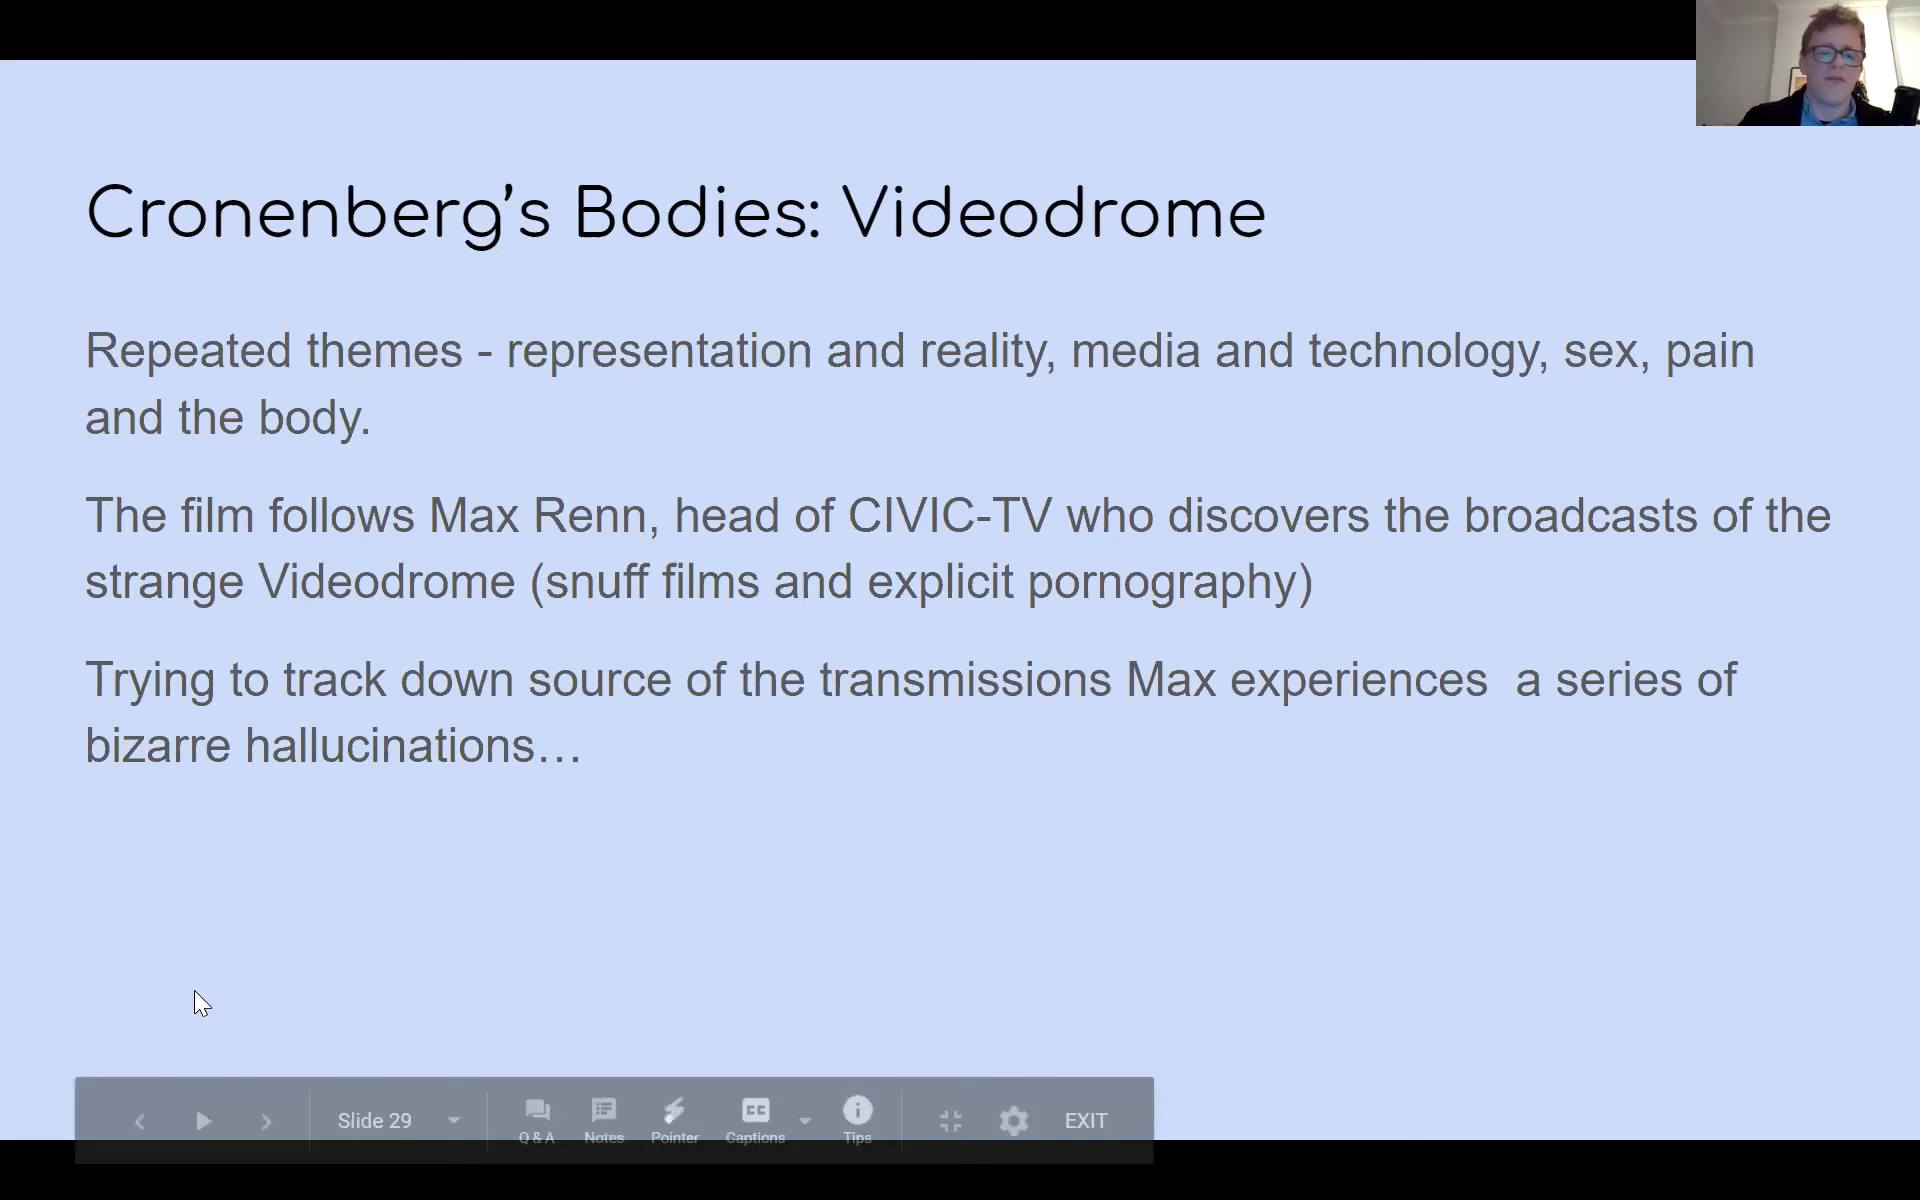 Cronenberg’s Bodies: Videodrome
Repeated themes - representation and reality, media and technology, sex, pain
and the body.
The film follows Max Renn, head of CIVIC-TV who discovers the broadcasts of the
strange Videodrome (snuff films and explicit pornography)
Trying to track down source of the transmissions Max experiences  a series of
bizarre hallucinations…
Slide 29
Q & A
Notes
Pointer
CC
Captions
Tips
EXIT